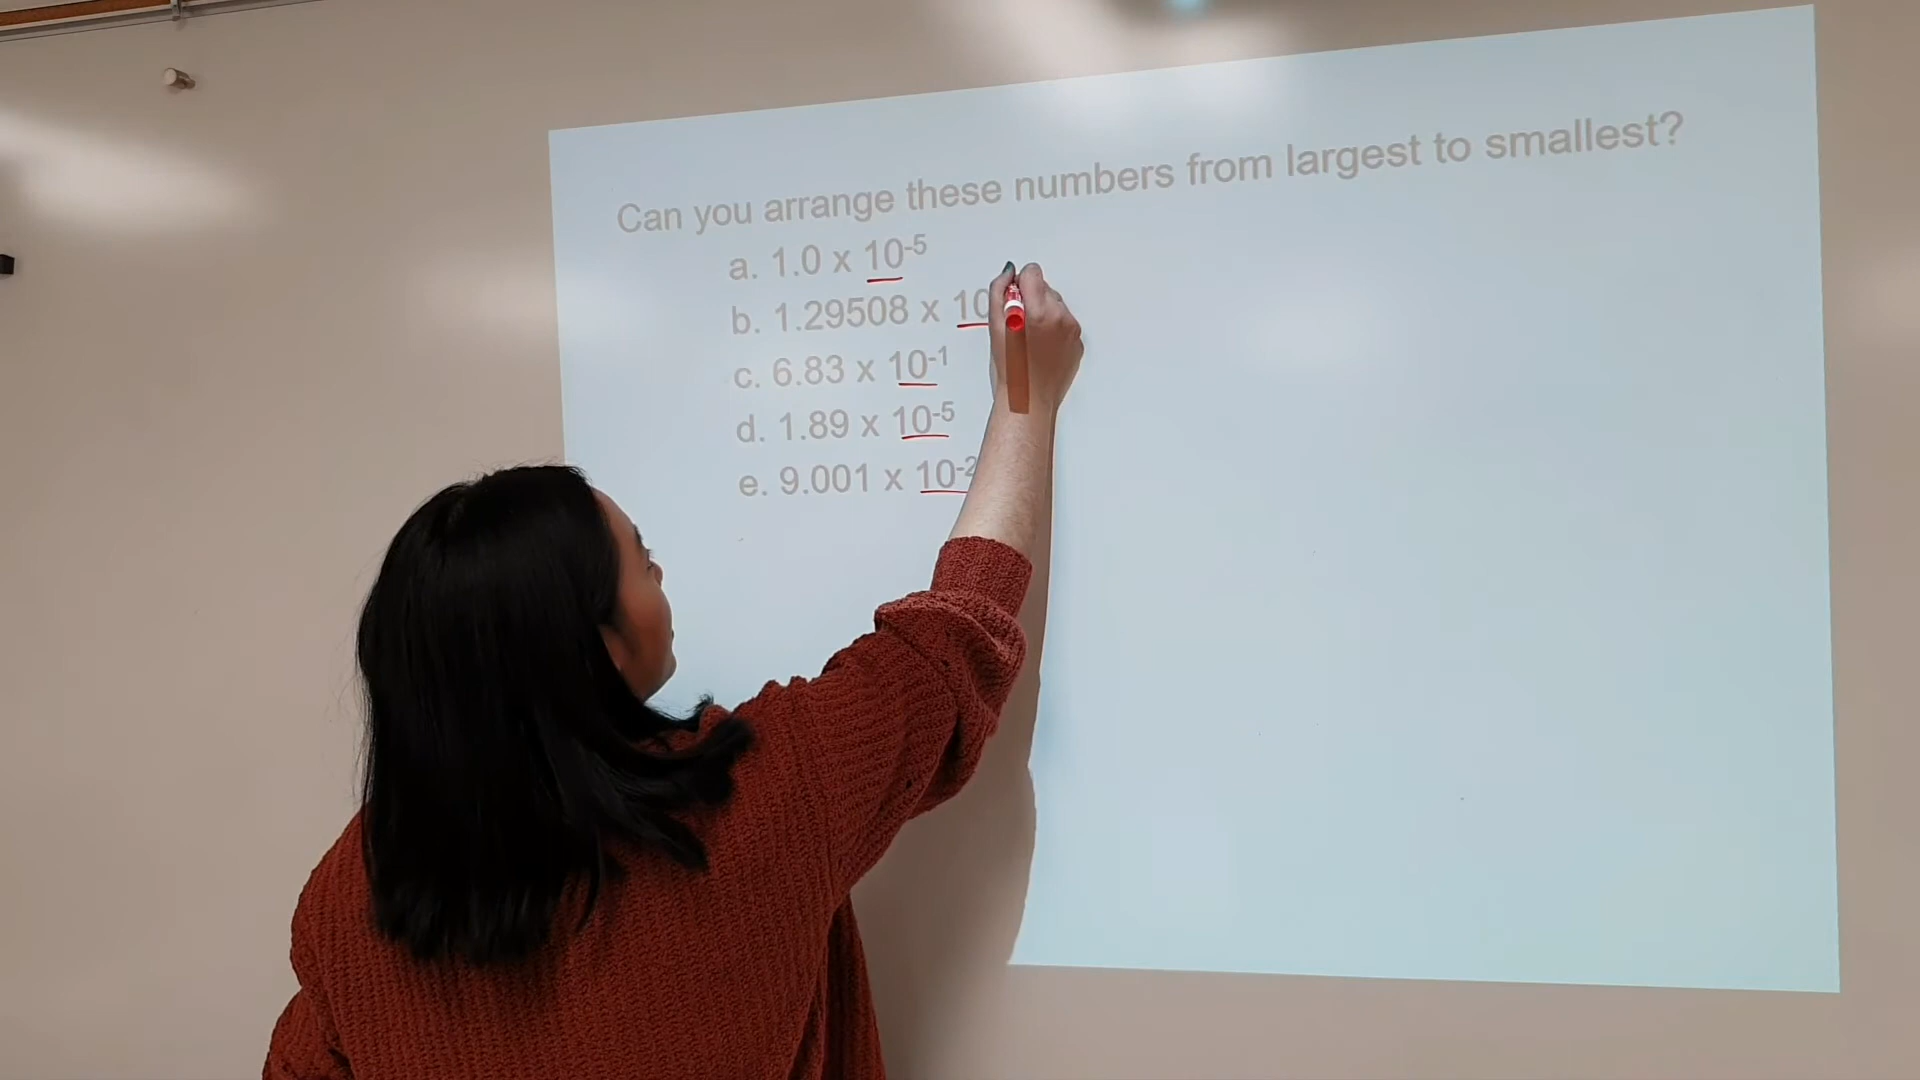 Can you arrange these numbers from largest to smallest?
a. 1.0 x 10⁻⁵
b. 1.29508 x 10
c. 6.83 x 10⁻¹
d. 1.89 x 10⁻⁵
e. 9.001 x 10⁻²